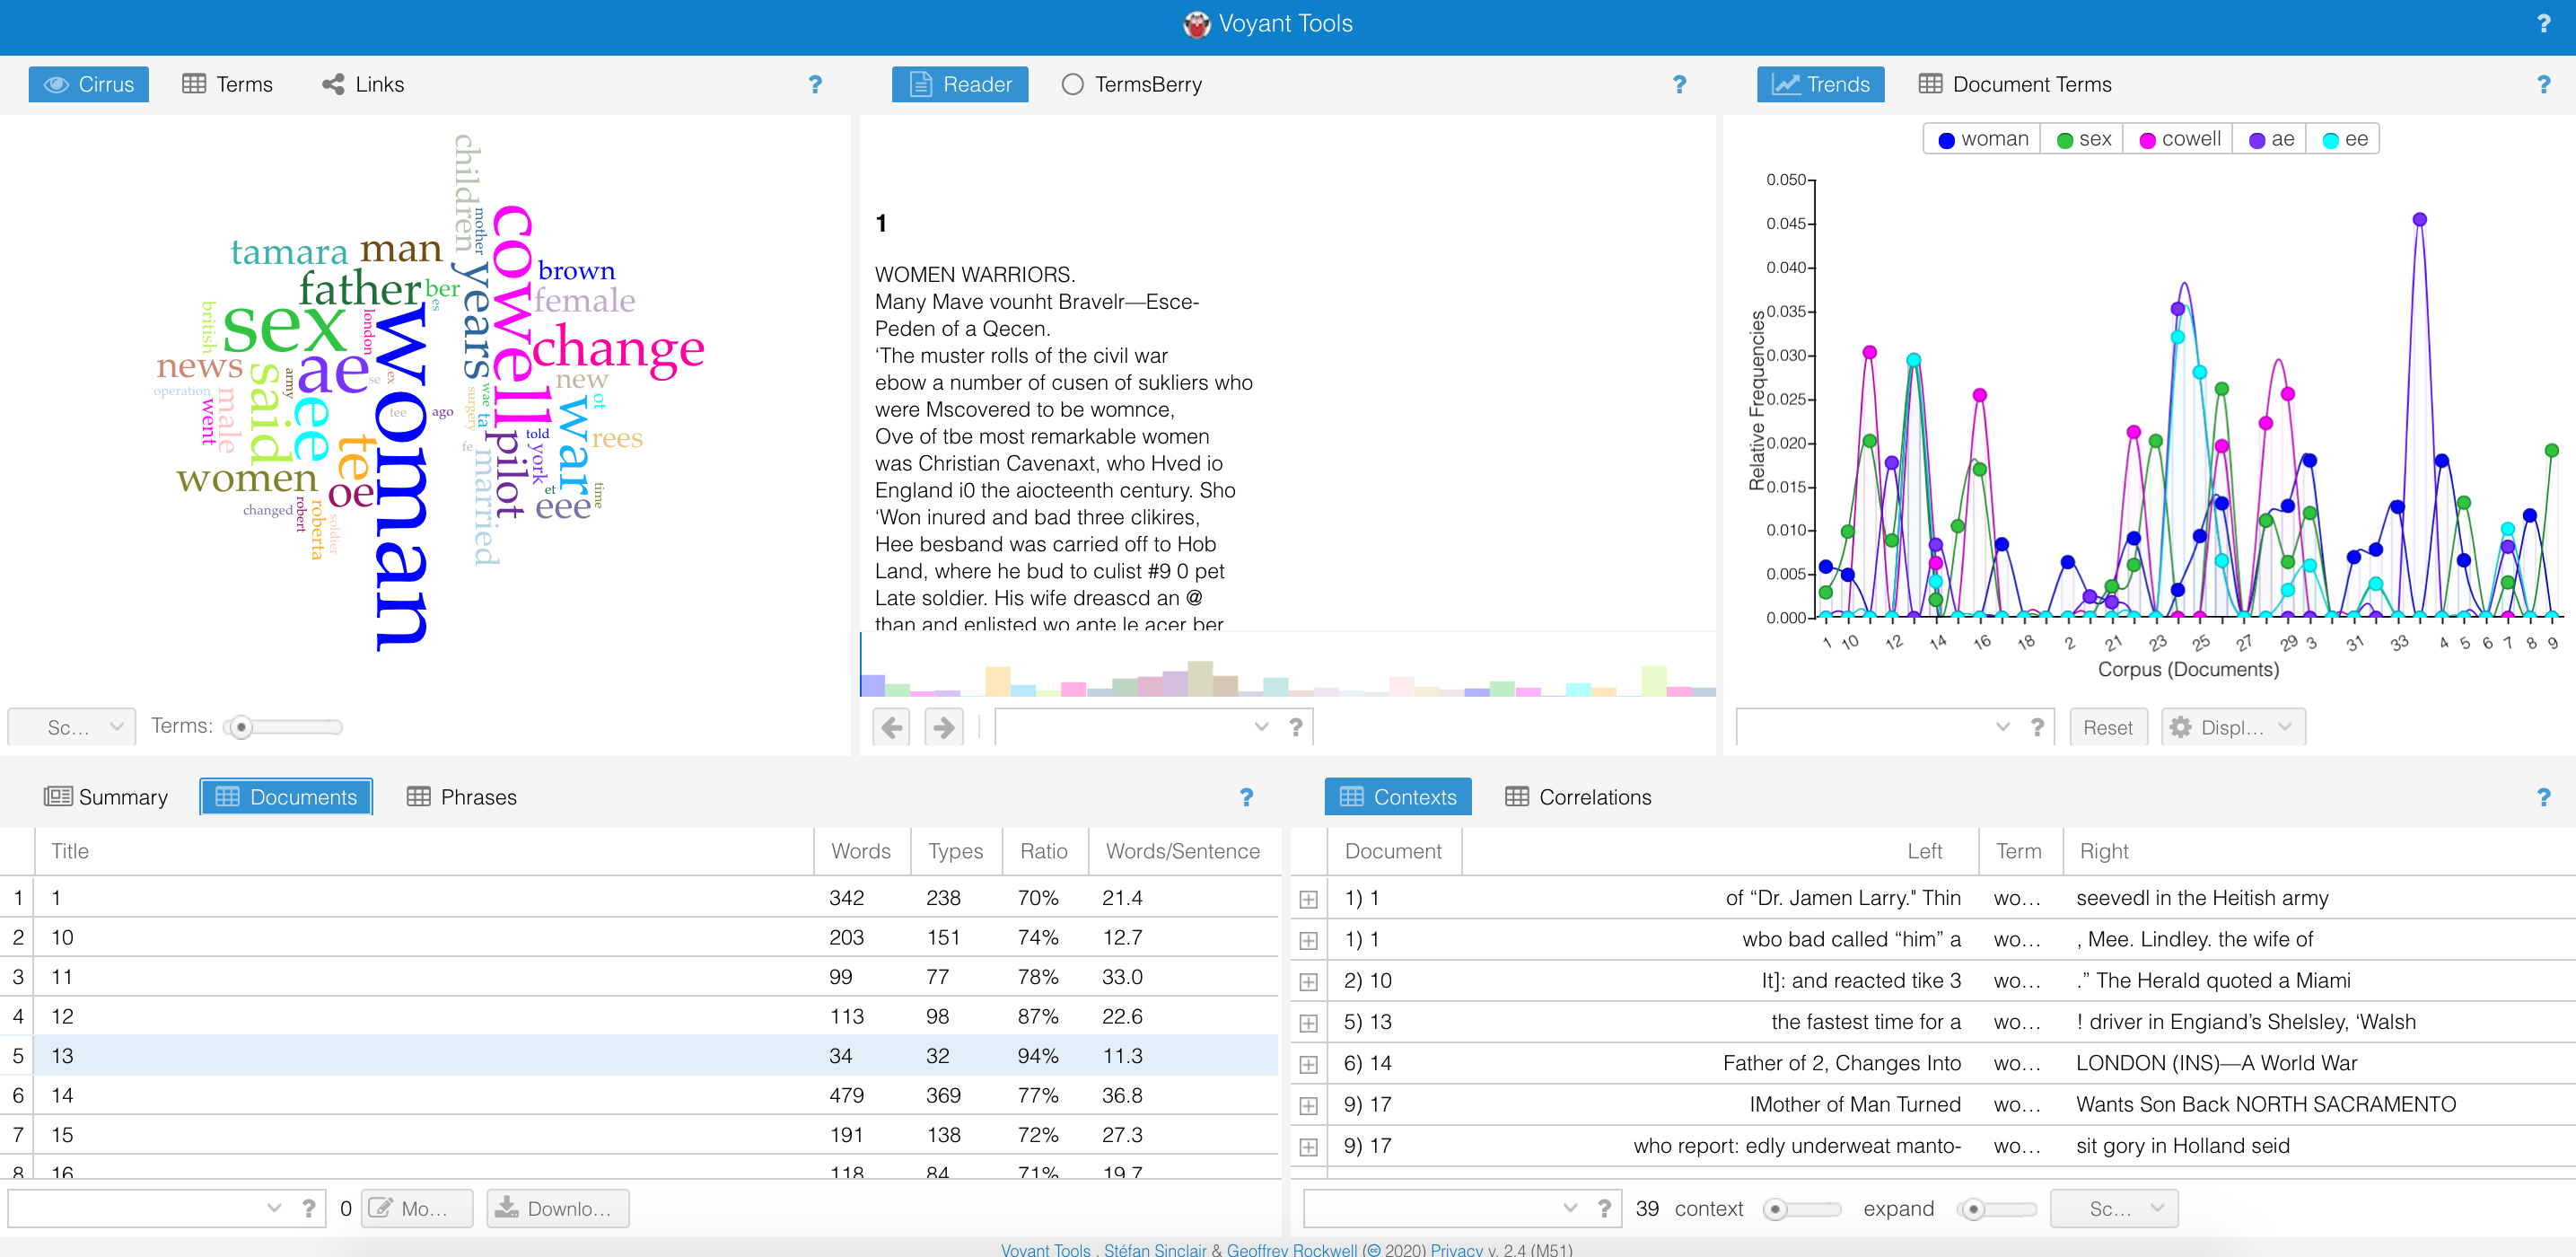 Voyant Tools
?
Cirrus Terms Links ?
Reader TermsBerry ?
Trends Document Terms ?
children
mother
cowell
tamara man
years
brown
father ber
es
female
british
sex
london
woman
change
news
said
ae
ex
army
se
new
operation
male
went
ee
tee
ago
surgery
wae
ta
war
ot
te
told
rees
fe
pilot
york
married
women
oe
et
eee
time
changed
robert
roberta
soldier
Sc... Terms:
1
WOMEN WARRIORS.
Many Mave vounht Bravelr—Esce-
Peden of a Qecen.
‘The muster rolls of the civil war
ebow a number of cusen of sukliers who
were Mscovered to be womnce,
Ove of tbe most remarkable women
was Christian Cavenaxt, who Hved io
England i0 the aiocteenth century. Sho
‘Won inured and bad three clikires,
Hee besband was carried off to Hob
Land, where he bud to culist #9 0 pet
Late soldier. His wife dreascd an @
than and enlisted wo ante le acer ber
?
woman sex cowell ae ee
Relative Frequencies
0.050
0.045
0.040
0.035
0.030
0.025
0.020
0.015
0.010
0.005
0.000
1 10 12 14 16 18 2 21 23 25 27 29 3 31 33 4 5 6 7 8 9
Corpus (Documents)
? Reset Displ...
Summary Documents Phrases ?
Title Words Types Ratio Words/Sentence
1 1 342 238 70% 21.4
2 10 203 151 74% 12.7
3 11 99 77 78% 33.0
4 12 113 98 87% 22.6
5 13 34 32 94% 11.3
6 14 479 369 77% 36.8
7 15 191 138 72% 27.3
8 16 118 84 71% 19.7
? 0 Mo... Downlo...
Contexts Correlations ?
Document Left Term Right
1) 1 of “Dr. Jamen Larry." Thin wo... seevedl in the Heitish army
1) 1 wbo bad called “him” a wo... , Mee. Lindley. the wife of
2) 10 It]: and reacted tike 3 wo... .” The Herald quoted a Miami
5) 13 the fastest time for a wo... ! driver in Engiand’s Shelsley, ‘Walsh
6) 14 Father of 2, Changes Into wo... LONDON (INS)—A World War
9) 17 IMother of Man Turned wo... Wants Son Back NORTH SACRAMENTO
9) 17 who report: edly underweat manto- wo... sit gory in Holland seid
? 39 context expand Sc...
Voyant Tools , Stéfan Sinclair & Geoffrey Rockwell (cc 2020) Privacy v. 2.4 (M51)